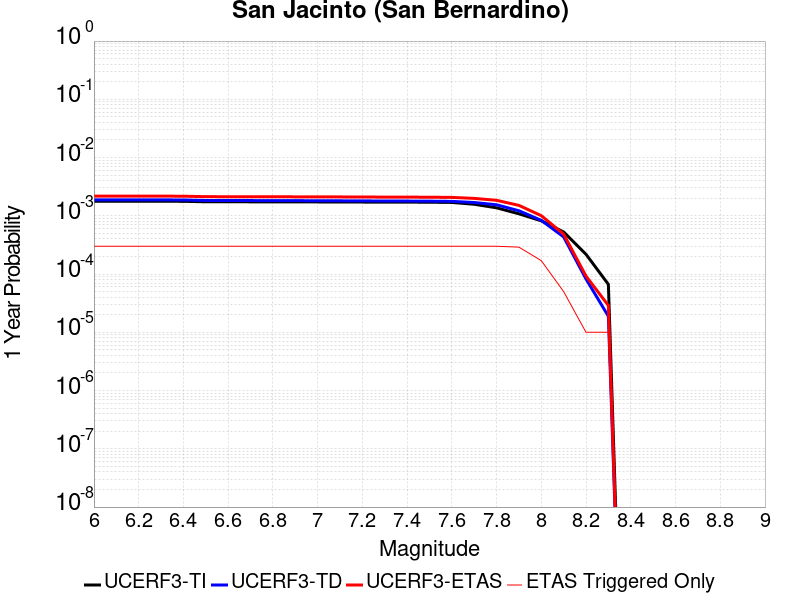 San Jacinto (San Bernardino)
10 0
10 -1
10 -2
10 -3
10 -4
10 -5
10 -6
10 -7
10 -8
1 Year Probability
6 6.2 6.4 6.6 6.8 7 7.2 7.4 7.6 7.8 8 8.2 8.4 8.6 8.8 9
Magnitude
UCERF3-TI UCERF3-TD UCERF3-ETAS ETAS Triggered Only